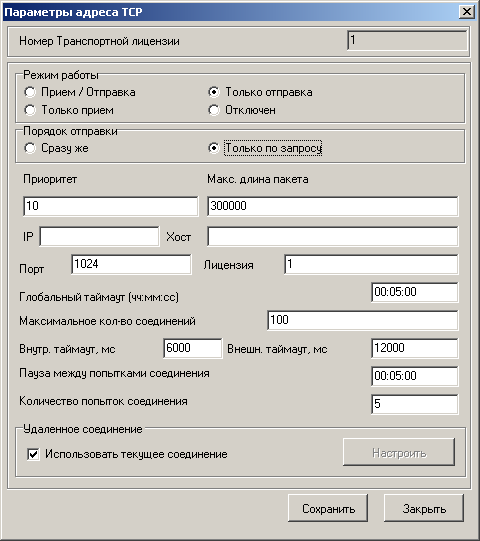 Параметры адреса TCP
Номер Транспортной лицензии 1
Режим работы
Прием / Отправка Только отправка
Только прием Отключен
Порядок отправки
Сразу же Только по запросу
Приоритет Макс. длина пакета
10 300000
IP Хост
Порт 1024 Лицензия 1
Глобальный таймаут (чч:мм:сс) 00:05:00
Максимальное кол-во соединений 100
Внутр. таймаут, мс 6000 Внешн. таймаут, мс 12000
Пауза между попытками соединения 00:05:00
Количество попыток соединения 5
Удаленное соединение
Использовать текущее соединение Настроить
Сохранить Закрыть